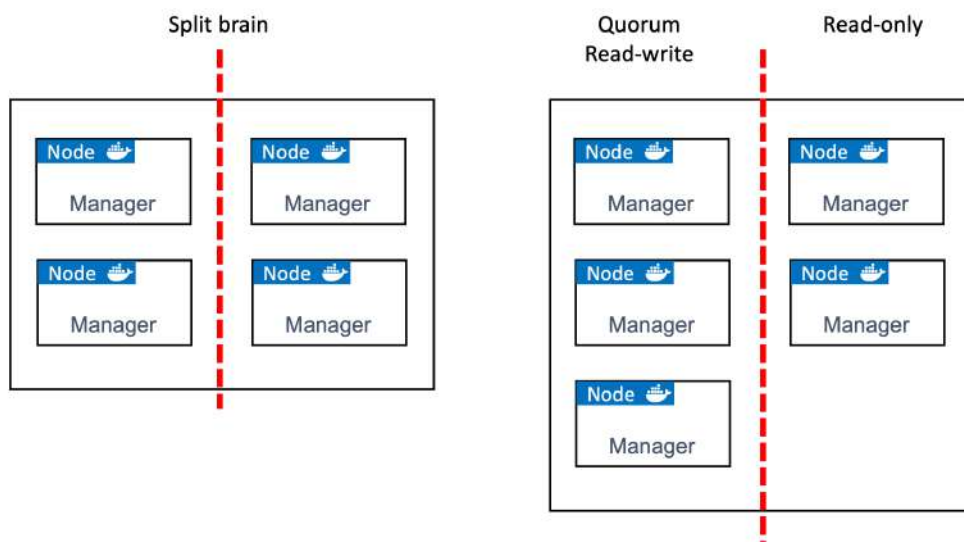 Split brain
Node
Manager
Node
Manager
Node
Manager
Node
Manager
Quorum
Read-write
Read-only
Node
Manager
Node
Manager
Node
Manager
Node
Manager
Node
Manager